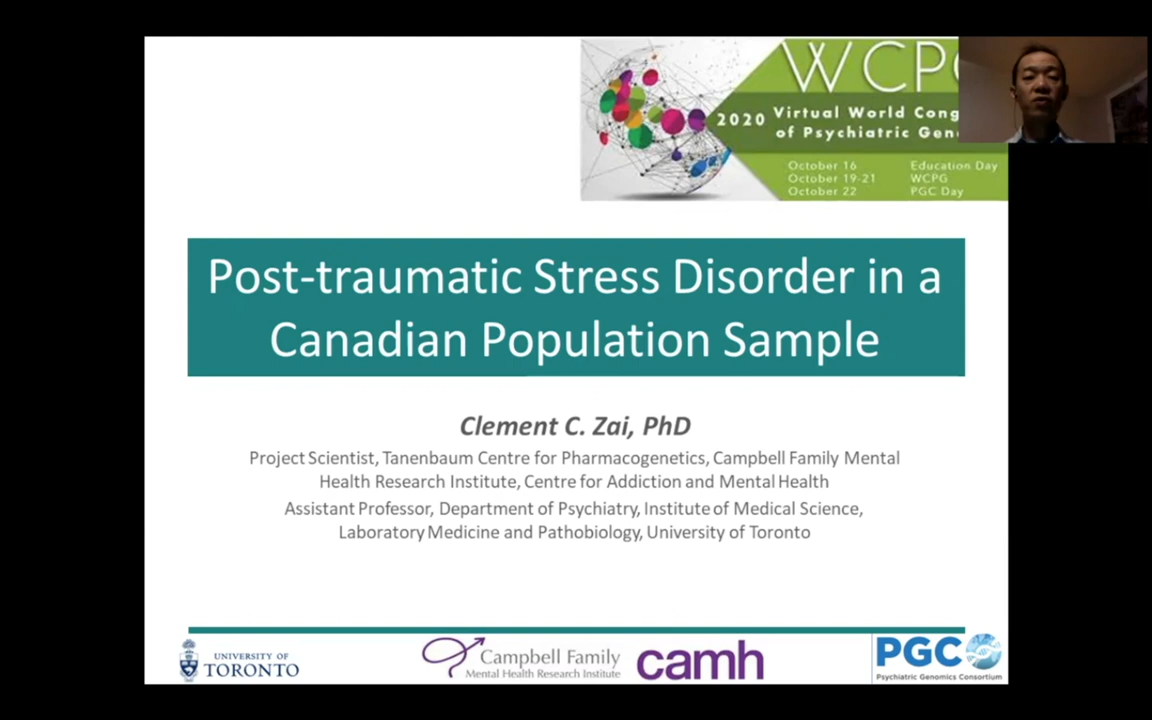 WCPG
2020 Virtual World Cong
of Psychiatric Gen
October 16 Education Day
October 19-21 WCPG
October 22 PGC Day
Post-traumatic Stress Disorder in a
Canadian Population Sample
Clement C. Zai, PhD
Project Scientist, Tanenbaum Centre for Pharmacogenetics, Campbell Family Mental
Health Research Institute, Centre for Addiction and Mental Health
Assistant Professor, Department of Psychiatry, Institute of Medical Science,
Laboratory Medicine and Pathobiology, University of Toronto
UNIVERSITY OF
TORONTO
Campbell Family
Mental Health Research Institute
camh
PGC
Psychiatric Genomics Consortium